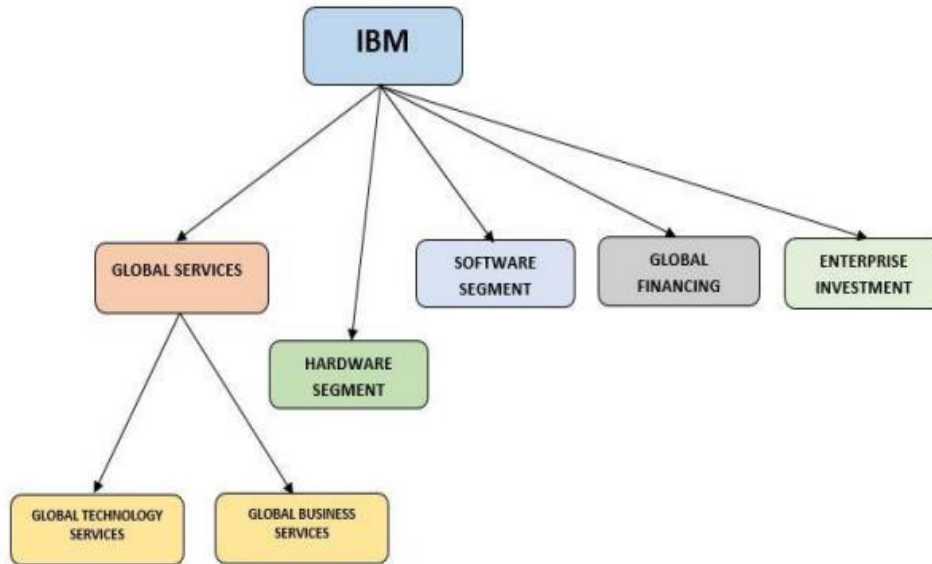 IBM
GLOBAL SERVICES
SOFTWARE
SEGMENT
GLOBAL
FINANCING
ENTERPRISE
INVESTMENT
HARDWARE
SEGMENT
GLOBAL TECHNOLOGY
SERVICES
GLOBAL BUSINESS
SERVICES